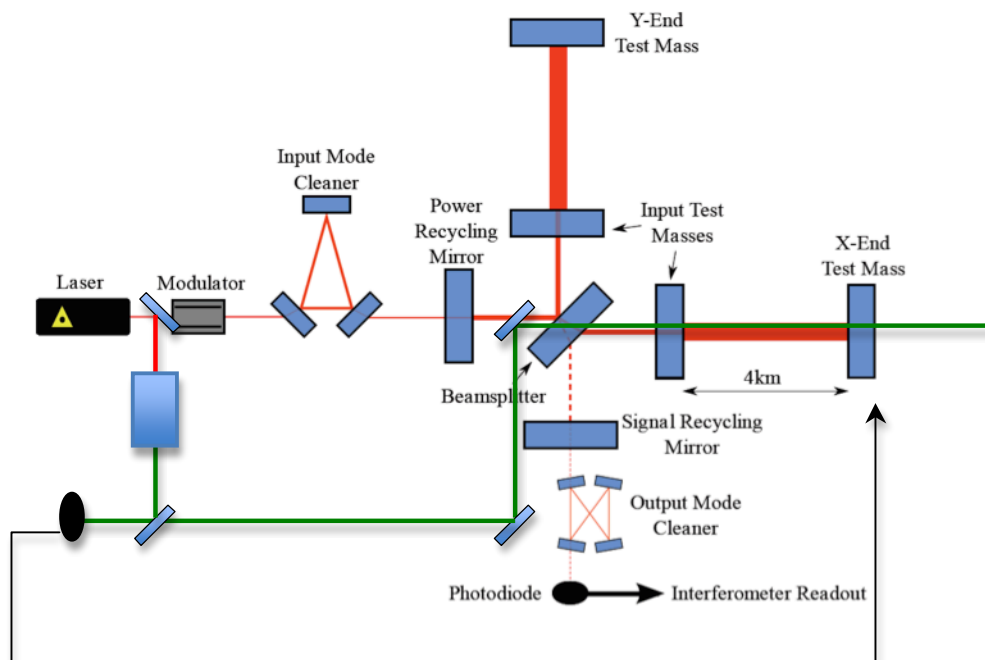 Y-End
Test Mass
Input Mode
Cleaner
Power
Recycling
Mirror
Input Test
Masses
X-End
Test Mass
Laser
Modulator
4km
Beamsplitter
Signal Recycling
Mirror
Output Mode
Cleaner
Photodiode
Interferometer Readout